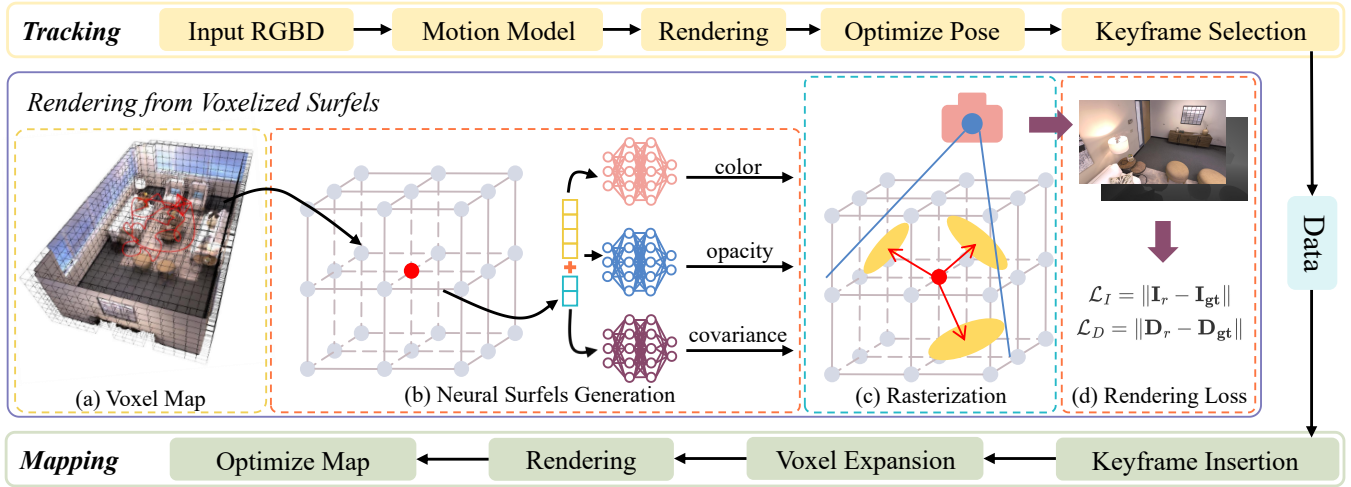 Tracking
Input RGBD
Motion Model
Rendering
Optimize Pose
Keyframe Selection
Rendering from Voxelized Surfels
color
opacity
covariance
+
(a) Voxel Map
(b) Neural Surfels Generation
(c) Rasterization
(d) Rendering Loss
ℒ_I = ‖𝐈_r − 𝐈_𝐠𝐭‖
ℒ_D = ‖𝐃_r − 𝐃_𝐠𝐭‖
Data
Mapping
Optimize Map
Rendering
Voxel Expansion
Keyframe Insertion